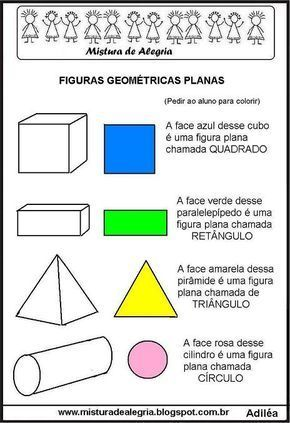 Mistura de Alegria
FIGURAS GEOMÉTRICAS PLANAS
(Pedir ao aluno para colorir)
A face azul desse cubo
é uma figura plana
chamada QUADRADO
A face verde desse
paralelepípedo é uma
figura plana chamada
RETÂNGULO
A face amarela dessa
pirâmide é uma figura
plana chamada de
TRIÂNGULO
A face rosa desse
cilindro é uma figura
plana chamada
CÍRCULO
www.misturadealegria.blogspot.com.br
Adiléa